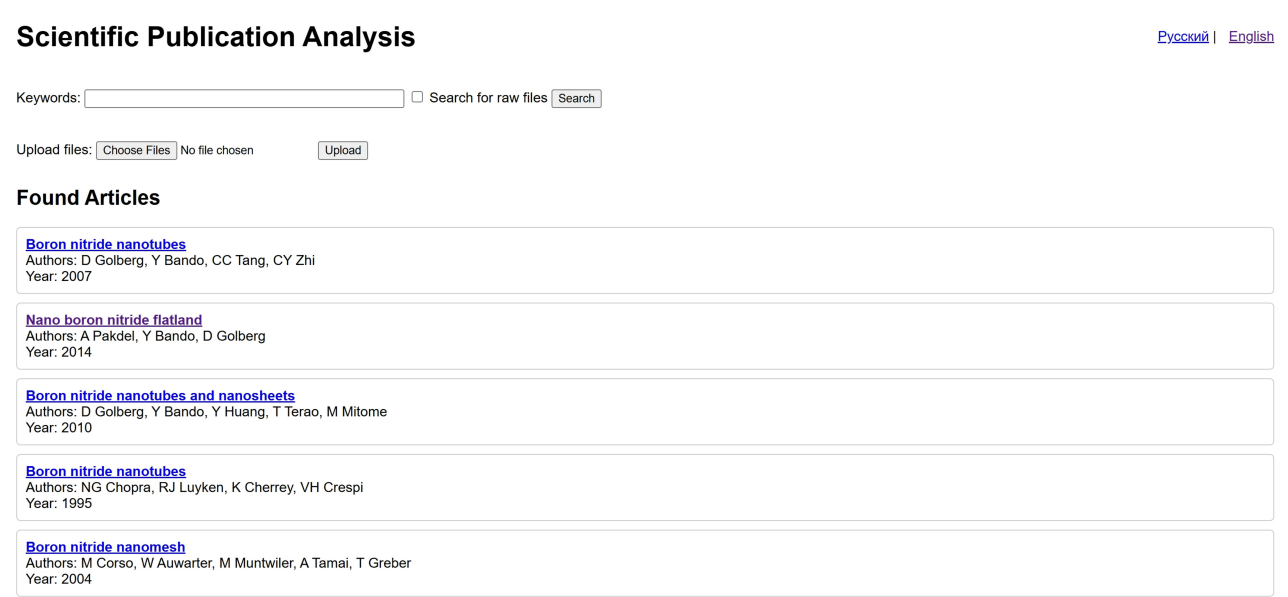 Scientific Publication Analysis
Русский | English
Keywords: Search for raw files Search
Upload files: Choose Files No file chosen Upload
Found Articles
Boron nitride nanotubes
Authors: D Golberg, Y Bando, CC Tang, CY Zhi
Year: 2007
Nano boron nitride flatland
Authors: A Pakdel, Y Bando, D Golberg
Year: 2014
Boron nitride nanotubes and nanosheets
Authors: D Golberg, Y Bando, Y Huang, T Terao, M Mitome
Year: 2010
Boron nitride nanotubes
Authors: NG Chopra, RJ Luyken, K Cherrey, VH Crespi
Year: 1995
Boron nitride nanomesh
Authors: M Corso, W Auwarter, M Muntwiler, A Tamai, T Greber
Year: 2004